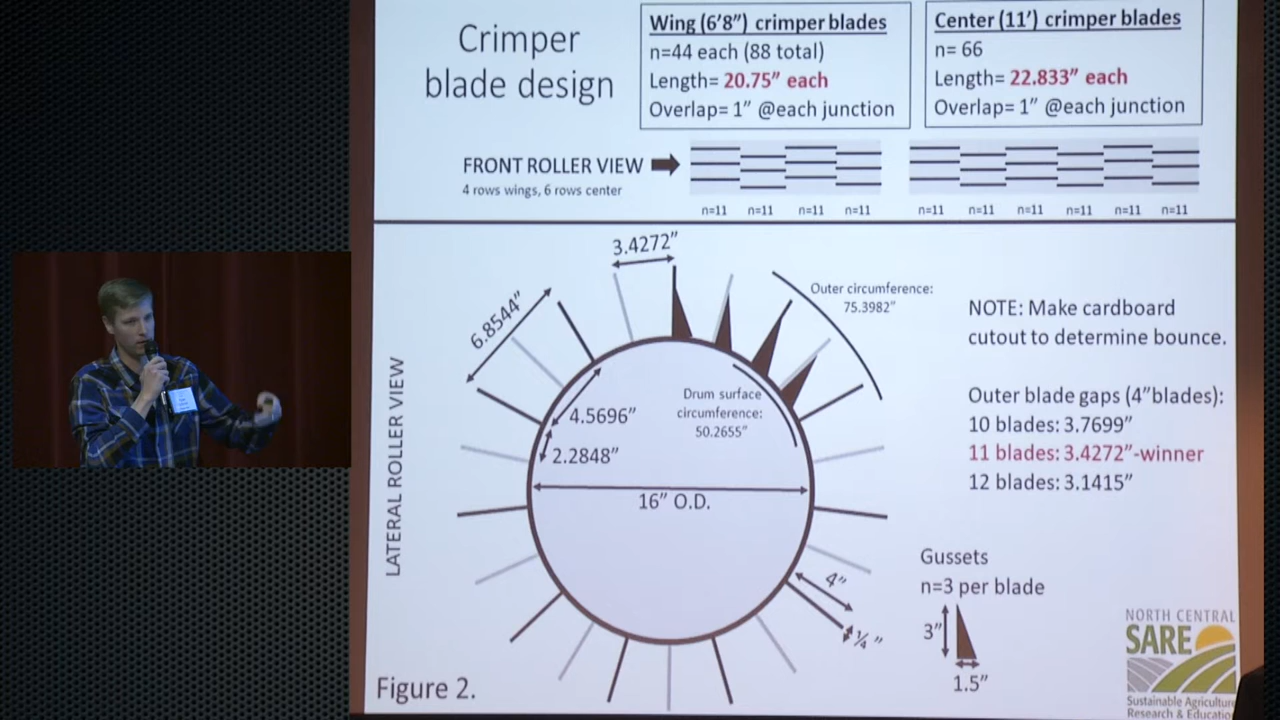 Crimper
blade design
Wing (6'8") crimper blades
n=44 each (88 total)
Length= 20.75" each
Overlap= 1" @each junction
Center (11') crimper blades
n= 66
Length= 22.833" each
Overlap= 1" @each junction
FRONT ROLLER VIEW
4 rows wings, 6 rows center
n=11 n=11 n=11 n=11
n=11 n=11 n=11 n=11 n=11 n=11
LATERAL ROLLER VIEW
3.4272"
6.8544"
Outer circumference:
75.3982"
Drum surface
circumference:
50.2655"
4.5696"
2.2848"
16" O.D.
4"
¼ "
NOTE: Make cardboard
cutout to determine bounce.
Outer blade gaps (4"blades):
10 blades: 3.7699"
11 blades: 3.4272"-winner
12 blades: 3.1415"
Gussets
n=3 per blade
3"
1.5"
Figure 2.
NORTH CENTRAL
SARE
Sustainable Agriculture
Research & Educatio